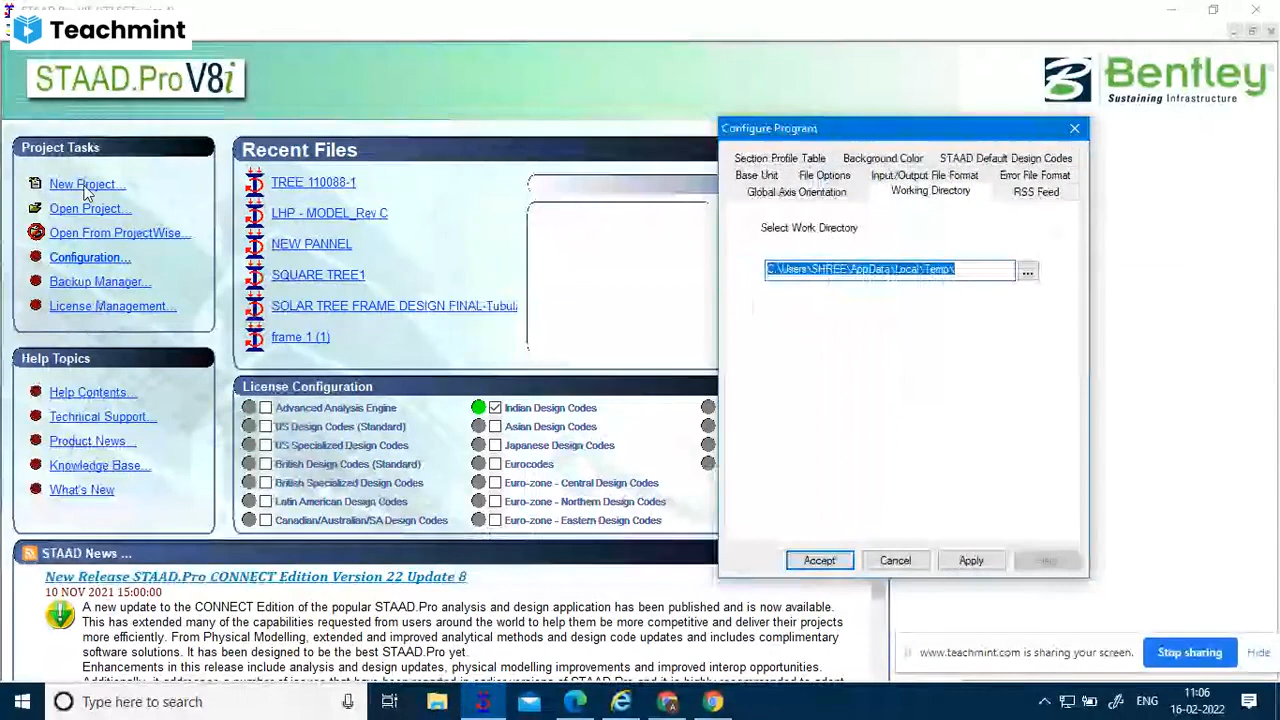 Teachmint
STAAD.Pro V8i
Bentley
Sustaining Infrastructure
Project Tasks
New Project...
Open Project...
Open From ProjectWise...
Configuration...
Backup Manager...
License Management...
Help Topics
Help Contents...
Technical Support...
Product News...
Knowledge Base...
What's New
Recent Files
TREE 110088-1
LHP - MODEL_Rev C
NEW PANNEL
SQUARE TREE1
SOLAR TREE FRAME DESIGN FINAL-Tubul
frame 1 (1)
License Configuration
Advanced Analysis Engine
US Design Codes (Standard)
US Specialized Design Codes
British Design Codes (Standard)
British Specialized Design Codes
Latin American Design Codes
Canadian/Australian/SA Design Codes
Indian Design Codes
Asian Design Codes
Japanese Design Codes
Eurocodes
Euro-zone - Central Design Codes
Euro-zone - Northern Design Codes
Euro-zone - Eastern Design Codes
Configure Program
Section Profile Table Background Color STAAD Default Design Codes
Base Unit File Options Input/Output File Format Error File Format
Global Axis Orientation Working Directory RSS Feed
Select Work Directory
C:\Users\SHREE\AppData\Local\Temp\
...
Accept Cancel Apply
STAAD News ...
New Release STAAD.Pro CONNECT Edition Version 22 Update 8
10 NOV 2021 15:00:00
A new update to the CONNECT Edition of the popular STAAD.Pro analysis and design application has been published and is now available.
This has extended many of the capabilities requested from users around the world to help them be more competitive and deliver their projects
more efficiently. From Physical Modelling, extended and improved analytical methods and design code updates and includes complimentary
software solutions. It has been designed to be the best STAAD.Pro yet.
Enhancements in this release include analysis and design updates, physical modelling improvements and improved interop opportunities.
www.teachmint.com is sharing your screen. Stop sharing Hide
Type here to search
ENG
11:06
16-02-2022